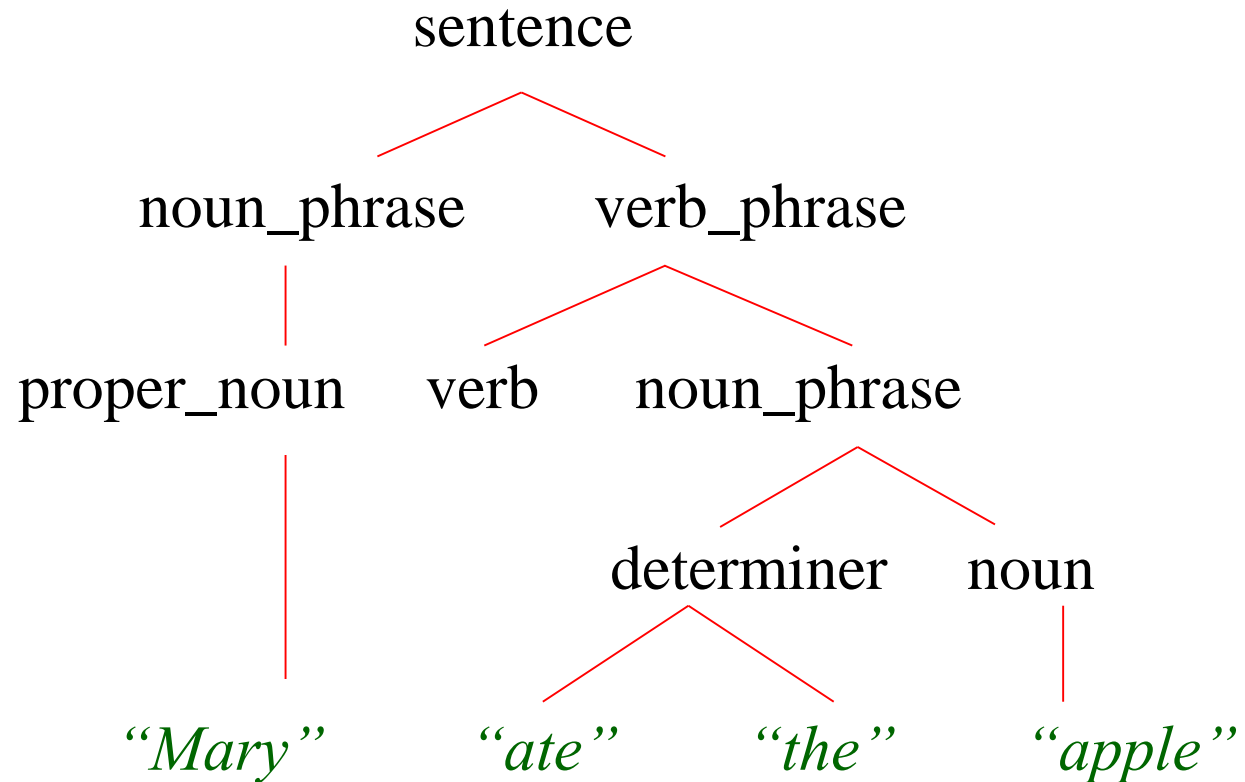 sentence
noun_phrase verb_phrase
proper_noun verb noun_phrase
determiner noun
“Mary” “ate” “the” “apple”